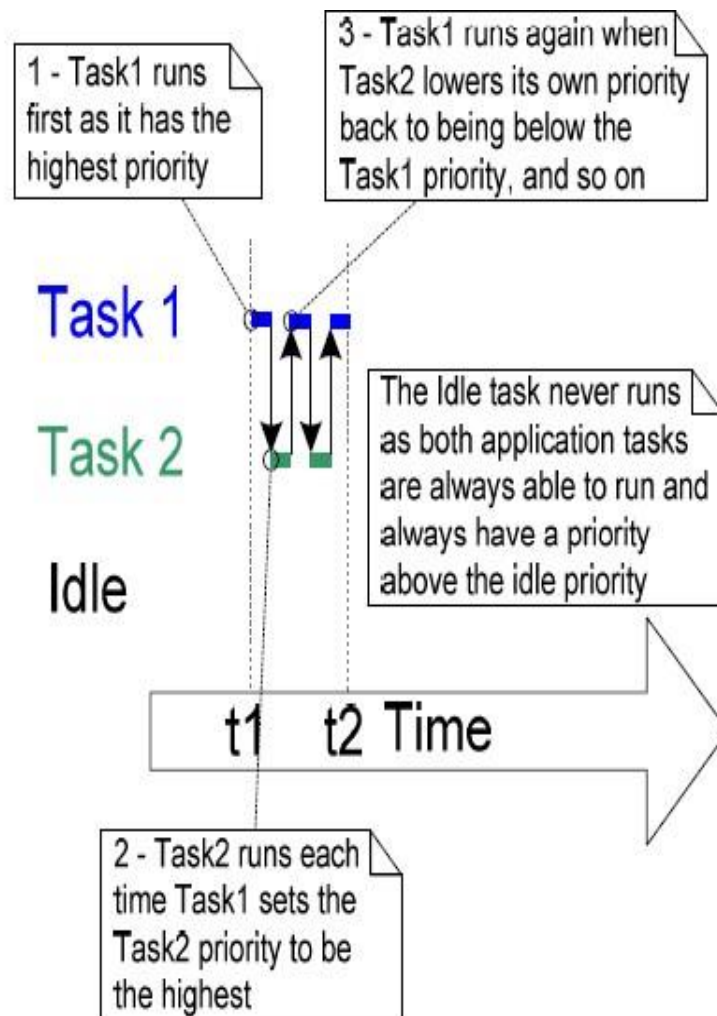 1 - Task1 runs
first as it has the
highest priority
3 - Task1 runs again when
Task2 lowers its own priority
back to being below the
Task1 priority, and so on
Task 1
Task 2
Idle
The Idle task never runs
as both application tasks
are always able to run and
always have a priority
above the idle priority
t1 t2 Time
2 - Task2 runs each
time Task1 sets the
Task2 priority to be
the highest